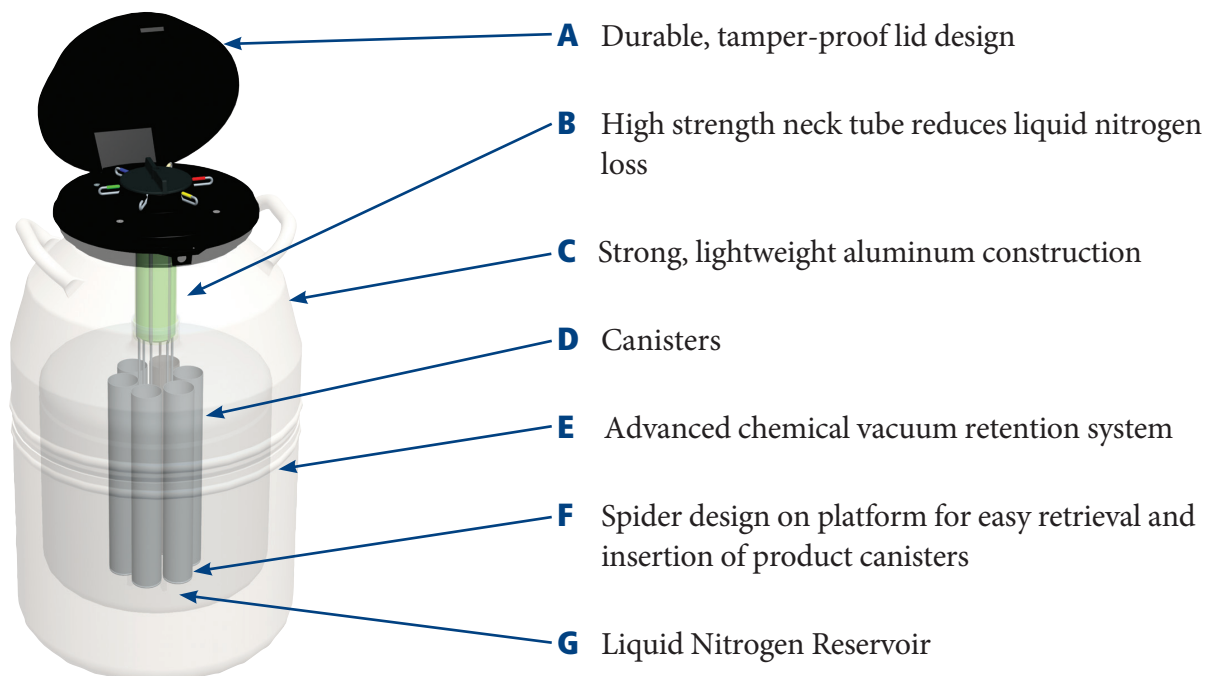 A Durable, tamper-proof lid design
B High strength neck tube reduces liquid nitrogen
loss
C Strong, lightweight aluminum construction
D Canisters
E Advanced chemical vacuum retention system
F Spider design on platform for easy retrieval and
insertion of product canisters
G Liquid Nitrogen Reservoir